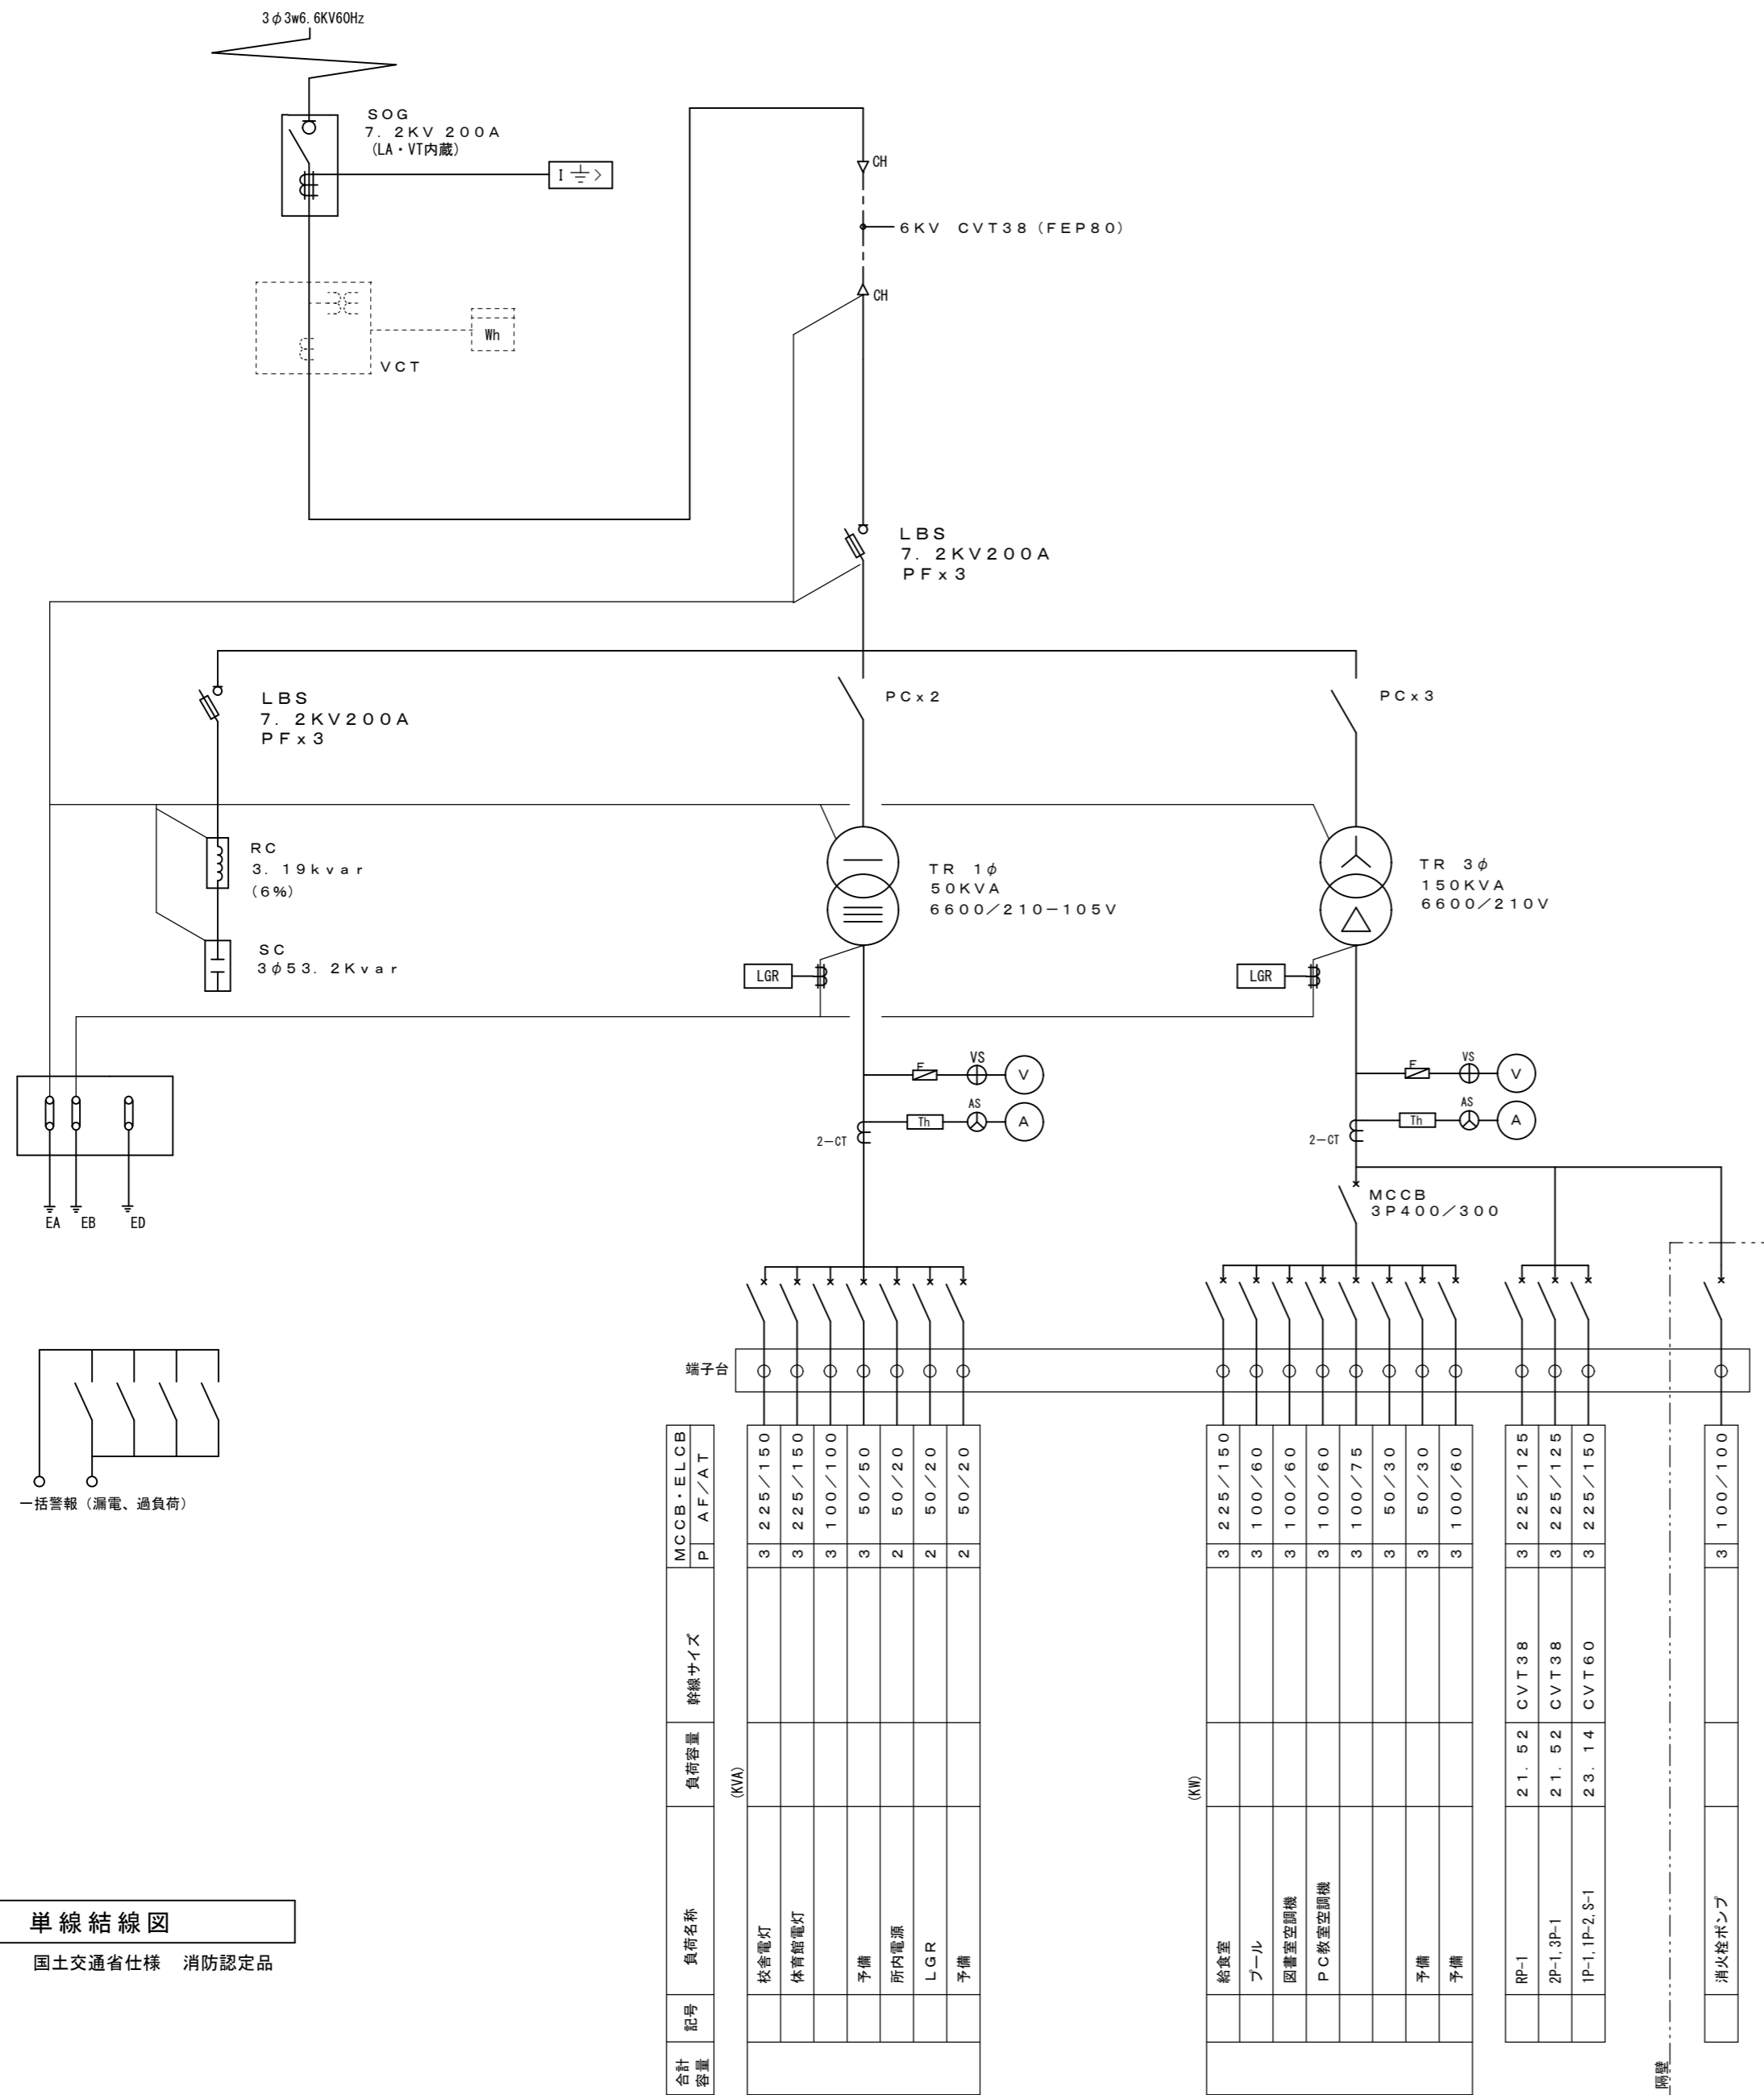 3φ3w6.6KV60Hz
SOG
7.2KV 200A
(LA・VT内蔵)
I >
CH
6KV CVT38 (FEP80)
CH
Wh
VCT
LBS
7.2KV200A
PFx3
LBS
7.2KV200A
PFx3
PCx2
PCx3
RC
3.19kvar
(6%)
SC
3φ53.2Kvar
TR 1φ
50KVA
6600/210-105V
TR 3φ
150KVA
6600/210V
LGR
LGR
F
VS
V
Th
AS
A
2-CT
F
VS
V
Th
AS
A
2-CT
EA
EB
ED
MCCB
3P400/300
端子台
一括警報(漏電、過負荷)
MCCB・ELCB
P AF/AT
幹線サイズ
負荷容量
負荷名称
記号
合計
容量
(KVA)
3 225/150 校舎電灯
3 225/150 体育館電灯
3 100/100
3 50/50 予備
2 50/20 所内電源
2 50/20 LGR
2 50/20 予備
(KW)
3 225/150 給食室
3 100/60 プール
3 100/60 図書室空調機
3 100/60 PC教室空調機
3 100/75
3 50/30
3 50/30 予備
3 100/60 予備
3 225/125 CVT38 21.52 RP-1
3 225/125 CVT38 21.52 2P-1,3P-1
3 225/150 CVT60 23.14 1P-1,1P-2,S-1
隔壁
3 100/100 消火栓ポンプ
単線結線図
国土交通省仕様 消防認定品